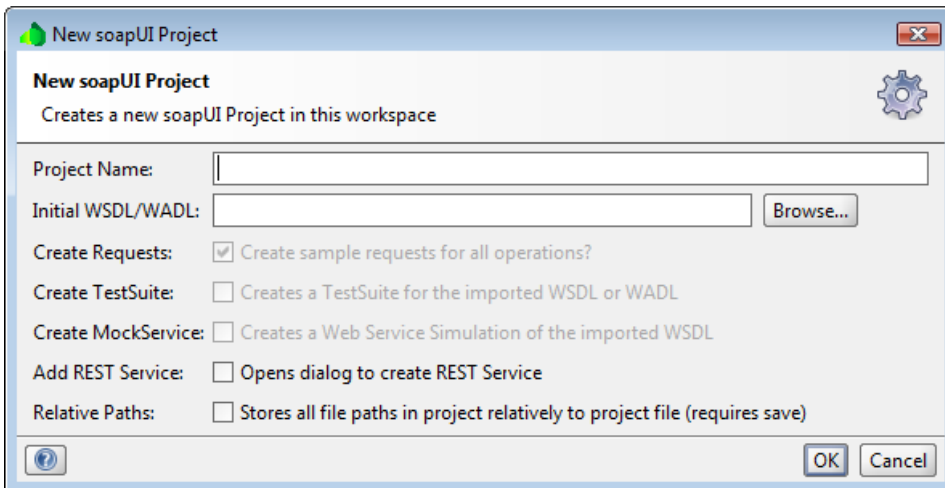 New soapUI Project
New soapUI Project
Creates a new soapUI Project in this workspace
Project Name:
Initial WSDL/WADL: Browse...
Create Requests: Create sample requests for all operations?
Create TestSuite: Creates a TestSuite for the imported WSDL or WADL
Create MockService: Creates a Web Service Simulation of the imported WSDL
Add REST Service: Opens dialog to create REST Service
Relative Paths: Stores all file paths in project relatively to project file (requires save)
? OK Cancel